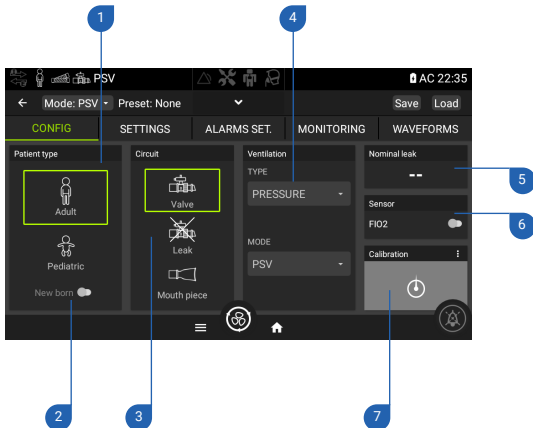 1
4
PSV
AC 22:35
Mode: PSV
Preset: None
Save
Load
CONFIG
SETTINGS
ALARMS SET.
MONITORING
WAVEFORMS
Patient type
Adult
Pediatric
New born
Circuit
Valve
Leak
Mouth piece
Ventilation
TYPE
PRESSURE
MODE
PSV
Nominal leak
--
5
Sensor
FIO2
6
Calibration
2
3
7